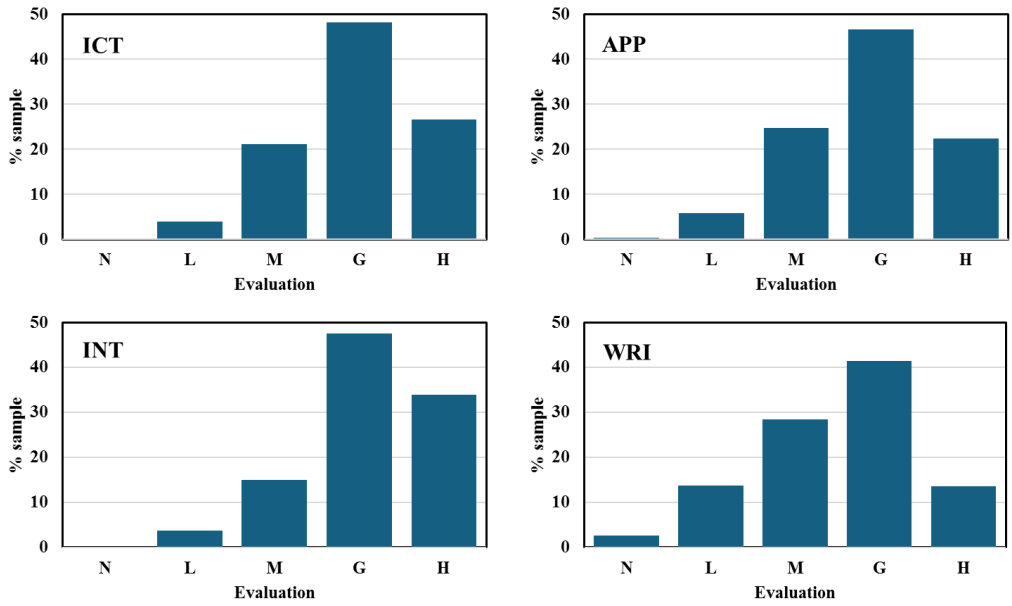 ICT
% sample
50
40
30
20
10
0
N L M G H
Evaluation
APP
% sample
50
40
30
20
10
0
N L M G H
Evaluation
INT
% sample
50
40
30
20
10
0
N L M G H
Evaluation
WRI
% sample
50
40
30
20
10
0
N L M G H
Evaluation